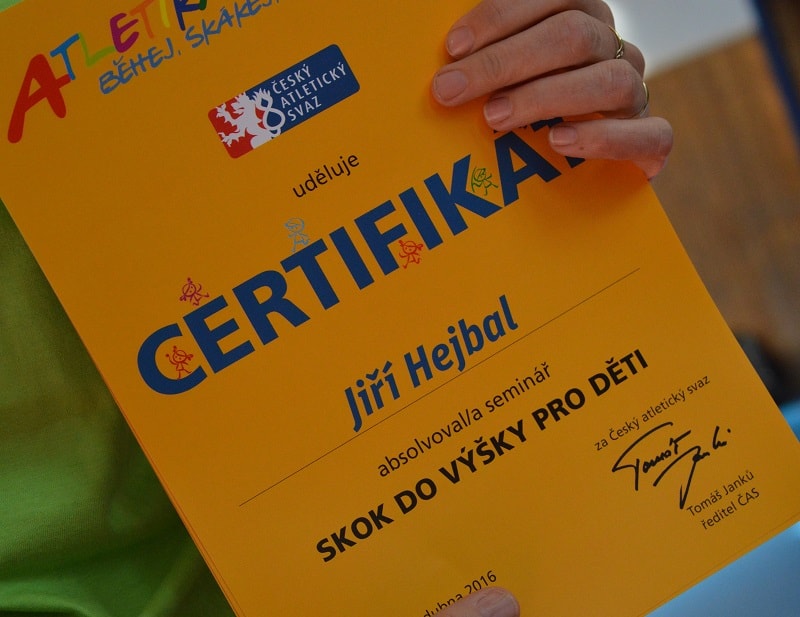 BĚHEJ, SKÁKEJ
ČESKÝ
ATLETICKÝ
SVAZ
uděluje
CERTIFIKÁT
Jiří Hejbal
absolvoval/a seminář
SKOK DO VÝŠKY PRO DĚTI
za Český atletický svaz
Tomáš Janků
ředitel ČAS
dubna 2016